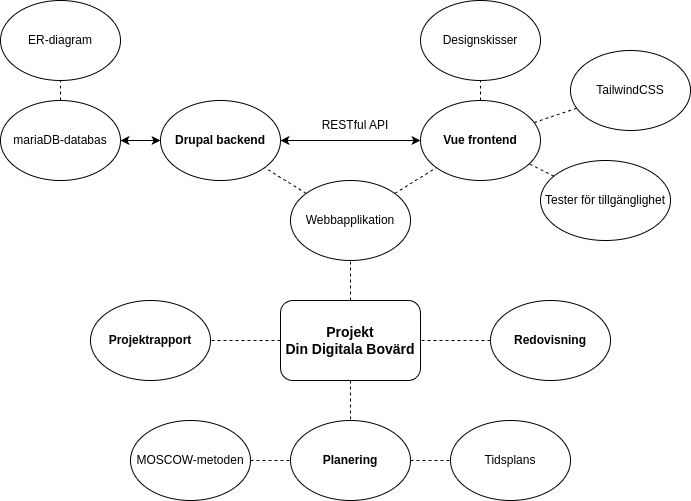 ER-diagram
Designskisser
TailwindCSS
mariaDB-databas
Drupal backend
RESTful API
Vue frontend
Tester för tillgänglighet
Webbapplikation
Projektrapport
Projekt
Din Digitala Bovärd
Redovisning
MOSCOW-metoden
Planering
Tidsplans